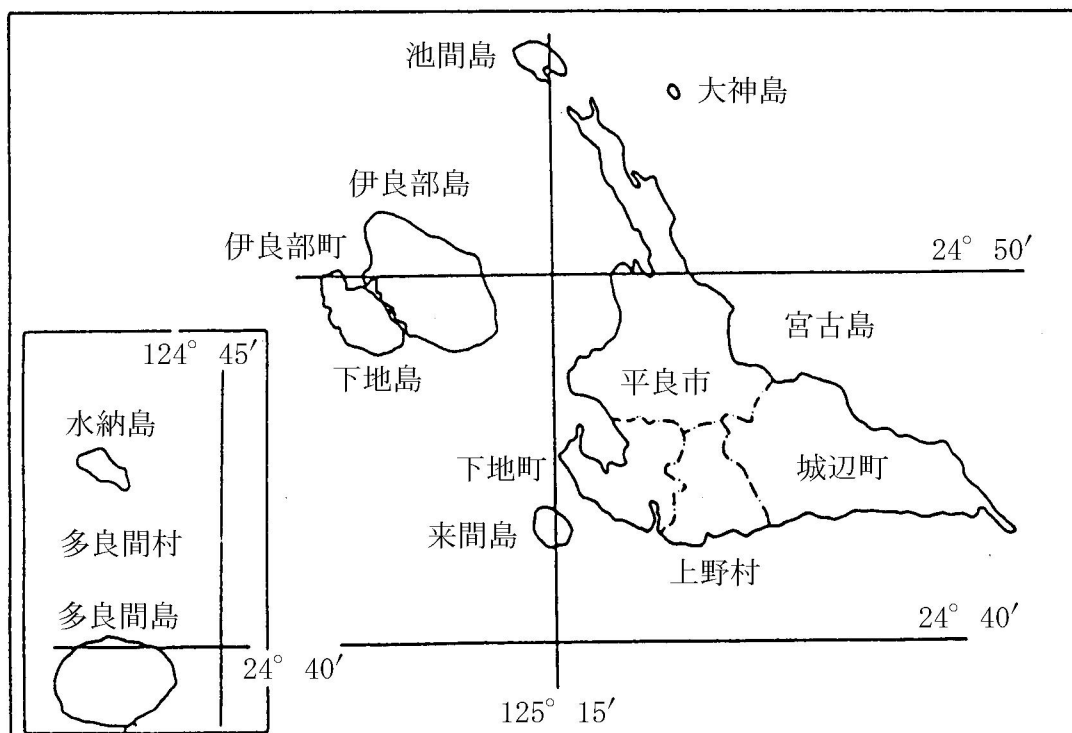 池間島
大神島
伊良部島
伊良部町
24° 50′
宮古島
124° 45′
下地島
平良市
水納島
下地町
城辺町
多良間村
来間島
上野村
多良間島
24° 40′
24° 40′
125° 15′